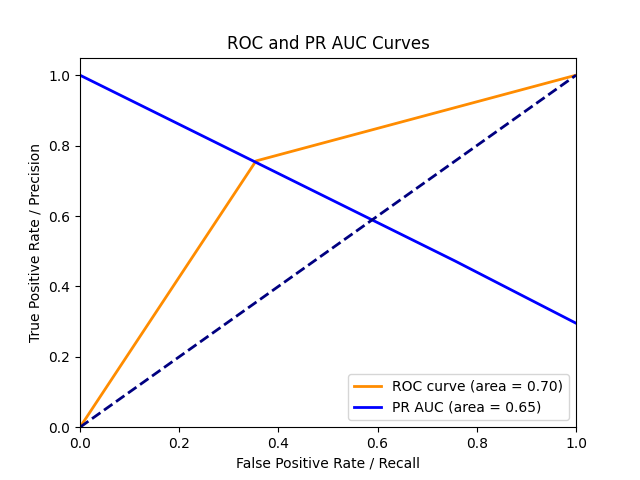 ROC and PR AUC Curves
True Positive Rate / Precision
1.0
0.8
0.6
0.4
0.2
0.0
ROC curve (area = 0.70)
PR AUC (area = 0.65)
0.0 0.2 0.4 0.6 0.8 1.0
False Positive Rate / Recall